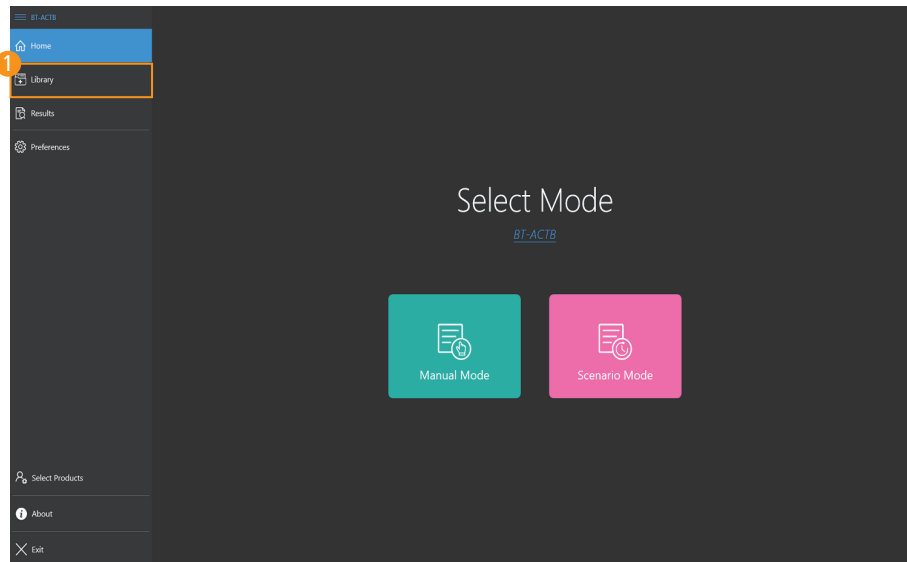 BT-ACTB
Home
1
Library
Results
Preferences
Select Mode
BT-ACTB
Manual Mode
Scenario Mode
Select Products
About
Exit